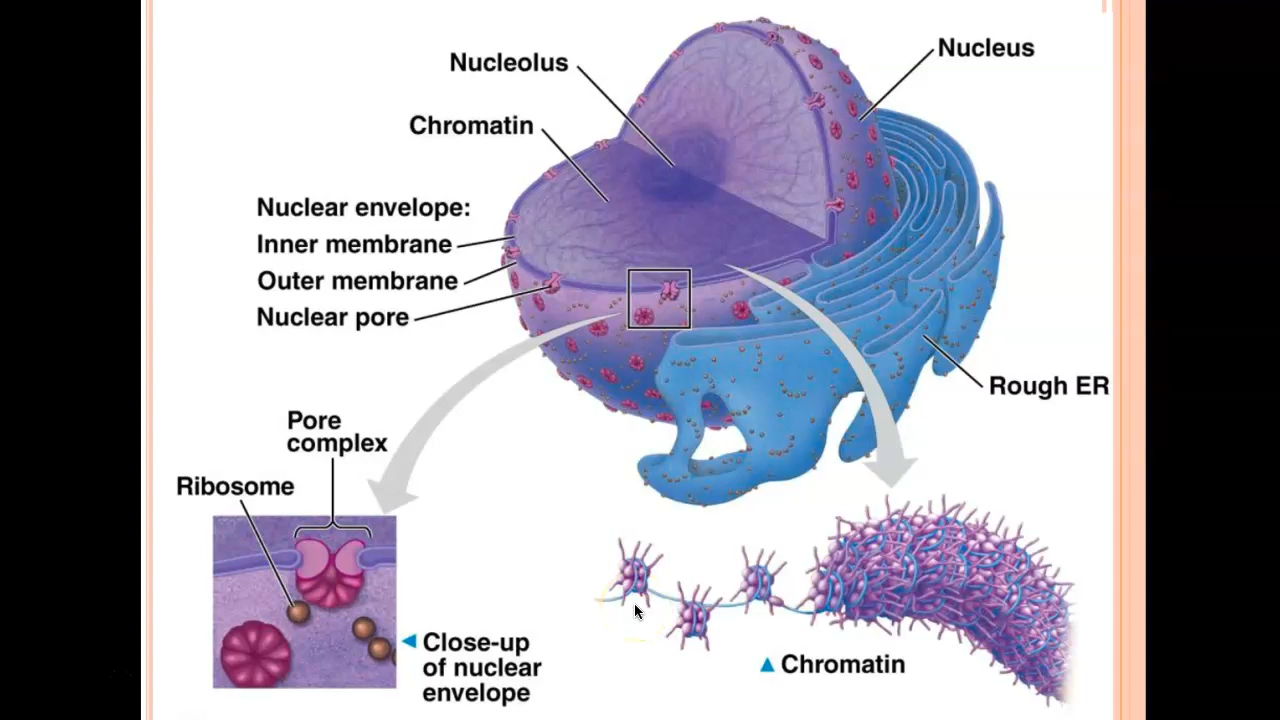 Nucleolus
Nucleus
Chromatin
Nuclear envelope:
Inner membrane
Outer membrane
Nuclear pore
Rough ER
Pore
complex
Ribosome
Close-up
of nuclear
envelope
Chromatin